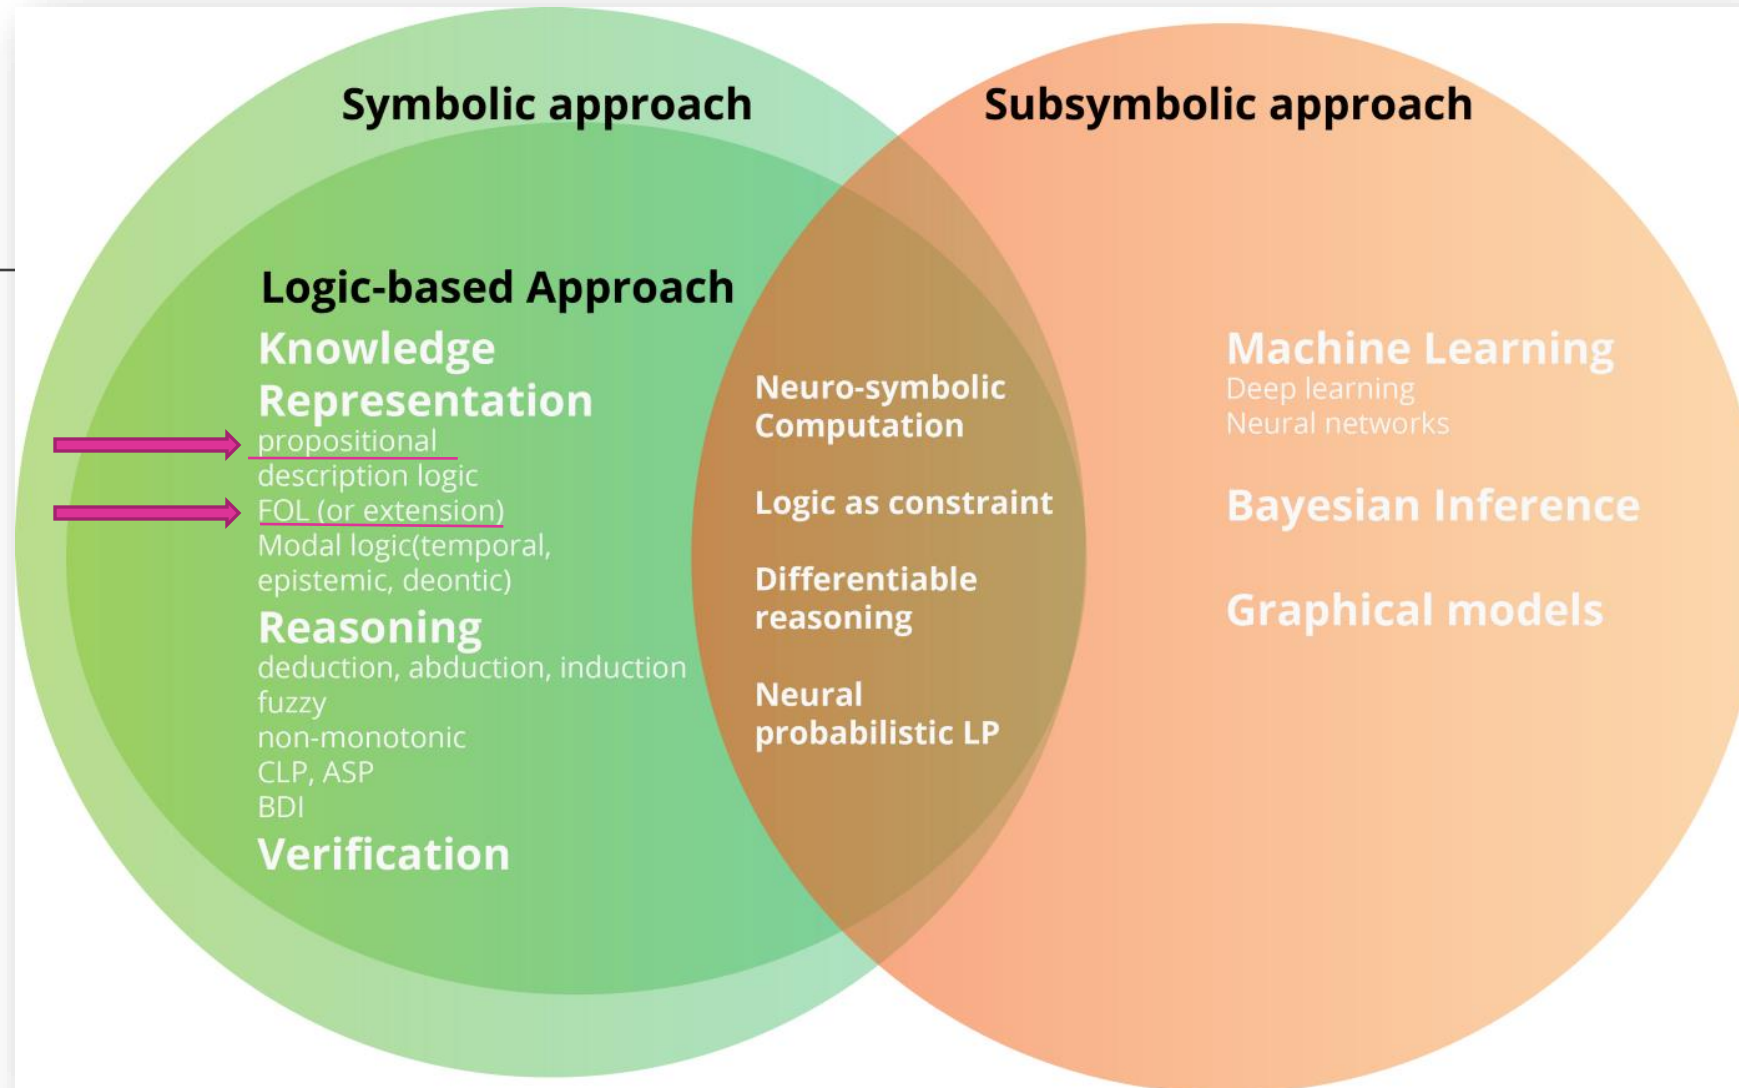 Symbolic approach
Subsymbolic approach
Logic-based Approach
Knowledge
Representation
propositional
description logic
FOL (or extension)
Modal logic(temporal,
epistemic, deontic)
Reasoning
deduction, abduction, induction
fuzzy
non-monotonic
CLP, ASP
BDI
Verification
Neuro-symbolic
Computation
Logic as constraint
Differentiable
reasoning
Neural
probabilistic LP
Machine Learning
Deep learning
Neural networks
Bayesian Inference
Graphical models